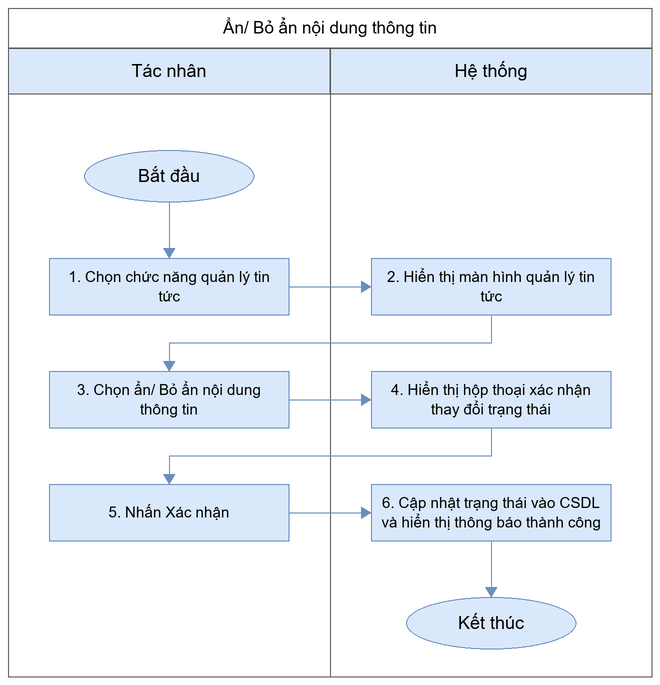 Ẩn/ Bỏ ẩn nội dung thông tin
Tác nhân
Hệ thống
Bắt đầu
1. Chọn chức năng quản lý tin
tức
2. Hiển thị màn hình quản lý tin
tức
3. Chọn ẩn/ Bỏ ẩn nội dung
thông tin
4. Hiển thị hộp thoại xác nhận
thay đổi trạng thái
5. Nhấn Xác nhận
6. Cập nhật trạng thái vào CSDL
và hiển thị thông báo thành công
Kết thúc